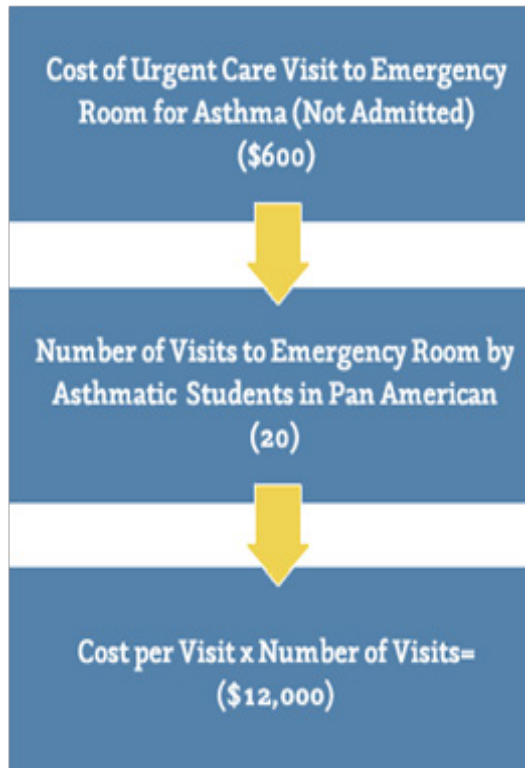 Cost of Urgent Care Visit to Emergency
Room for Asthma (Not Admitted)
($600)
Number of Visits to Emergency Room by
Asthmatic Students in Pan American
(20)
Cost per Visit x Number of Visits=
($12,000)